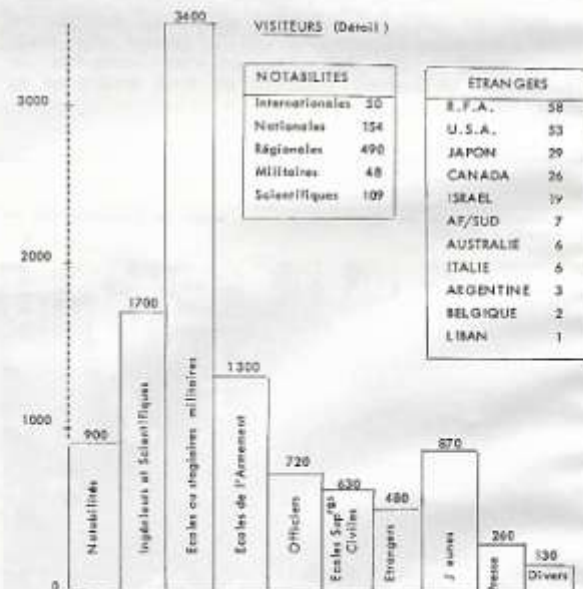 VISITEURS (Détail)
3600
3000
2000
1000
0
NOTABILITES
Internationales 50
Nationales 154
Régionales 490
Militaires 48
Scientifiques 109
ETRANGERS
R.F.A. 58
U.S.A. 53
JAPON 29
CANADA 26
ISRAEL 19
AF/SUD 7
AUSTRALIE 6
ITALIE 6
ARGENTINE 3
BELGIQUE 2
LIBAN 1
900
Notabilités
1700
Ingénieurs et Scientifiques
Ecoles ou stagiaires militaires
1300
Ecoles de l'Armement
720
Officiers
630
Ecoles Sup/res
Civiles
480
Etrangers
870
Jeunes
260
Presse
130
Divers